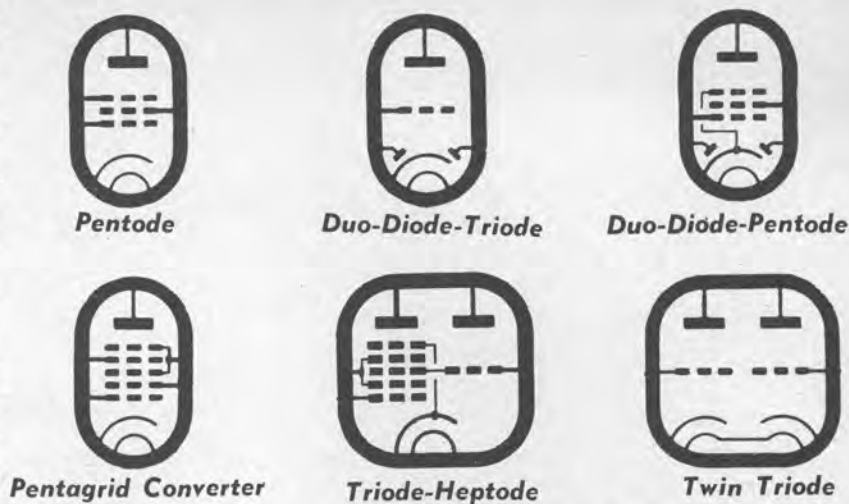 Pentode
Duo-Diode-Triode
Duo-Diode-Pentode
Pentagrid Converter
Triode-Heptode
Twin Triode